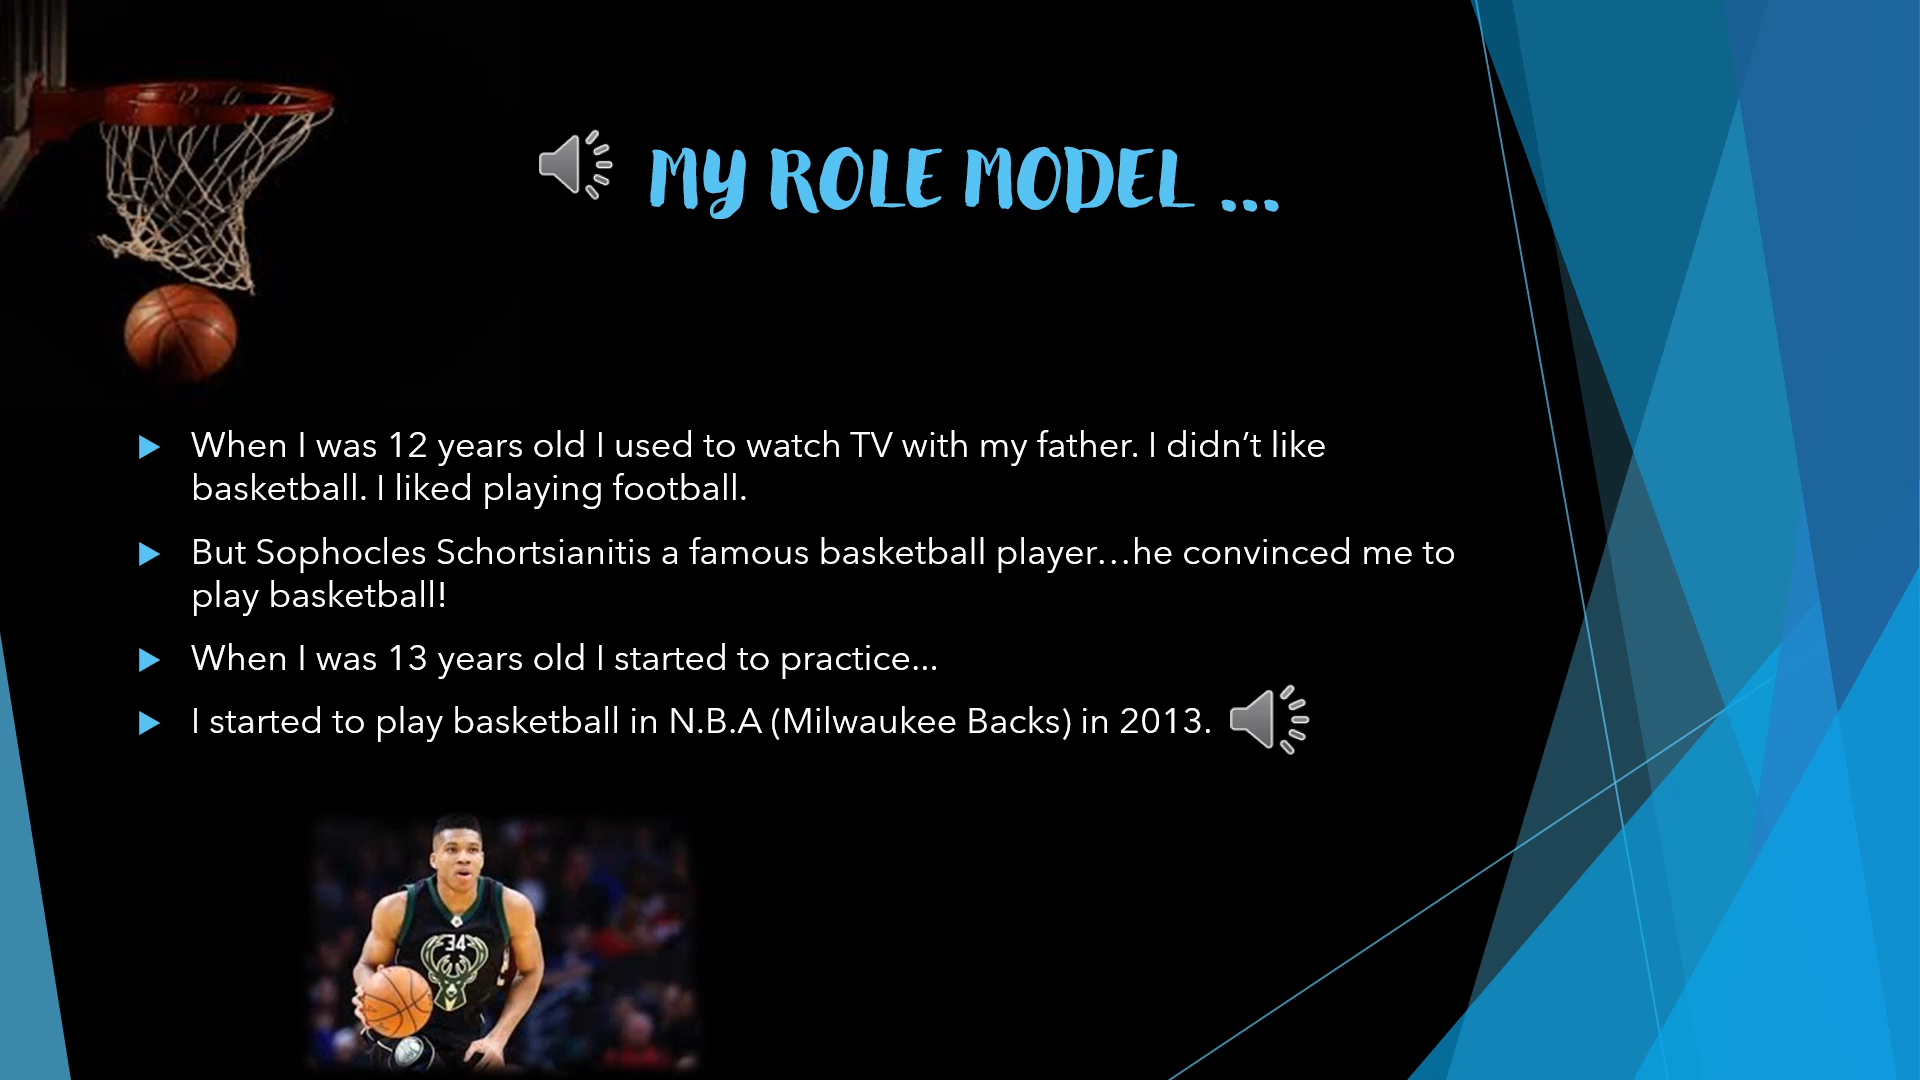 MY ROLE MODEL ...
When I was 12 years old I used to watch TV with my father. I didn’t like
basketball. I liked playing football.
But Sophocles Schortsianitis a famous basketball player…he convinced me to
play basketball!
When I was 13 years old I started to practice...
I started to play basketball in N.B.A (Milwaukee Backs) in 2013.
34